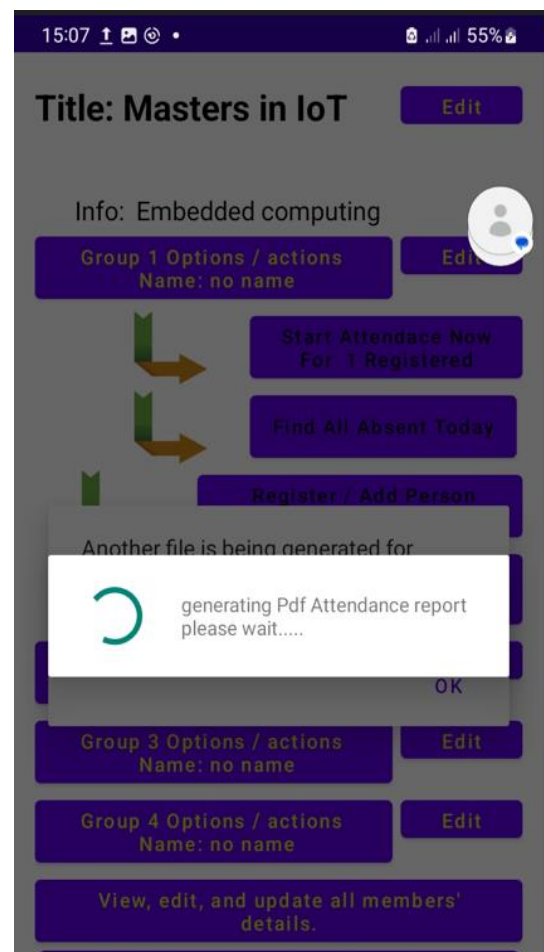 15:07
55%
Title: Masters in IoT
Edit
Info: Embedded computing
Group 1 Options / actions
Name: no name
Edit
Start Attendace Now
For 1 Registered
Find All Absent Today
Register / Add Person
Another file is being generated for
generating Pdf Attendance report
please wait.....
OK
Group 3 Options / actions
Name: no name
Edit
Group 4 Options / actions
Name: no name
Edit
View, edit, and update all members'
details.